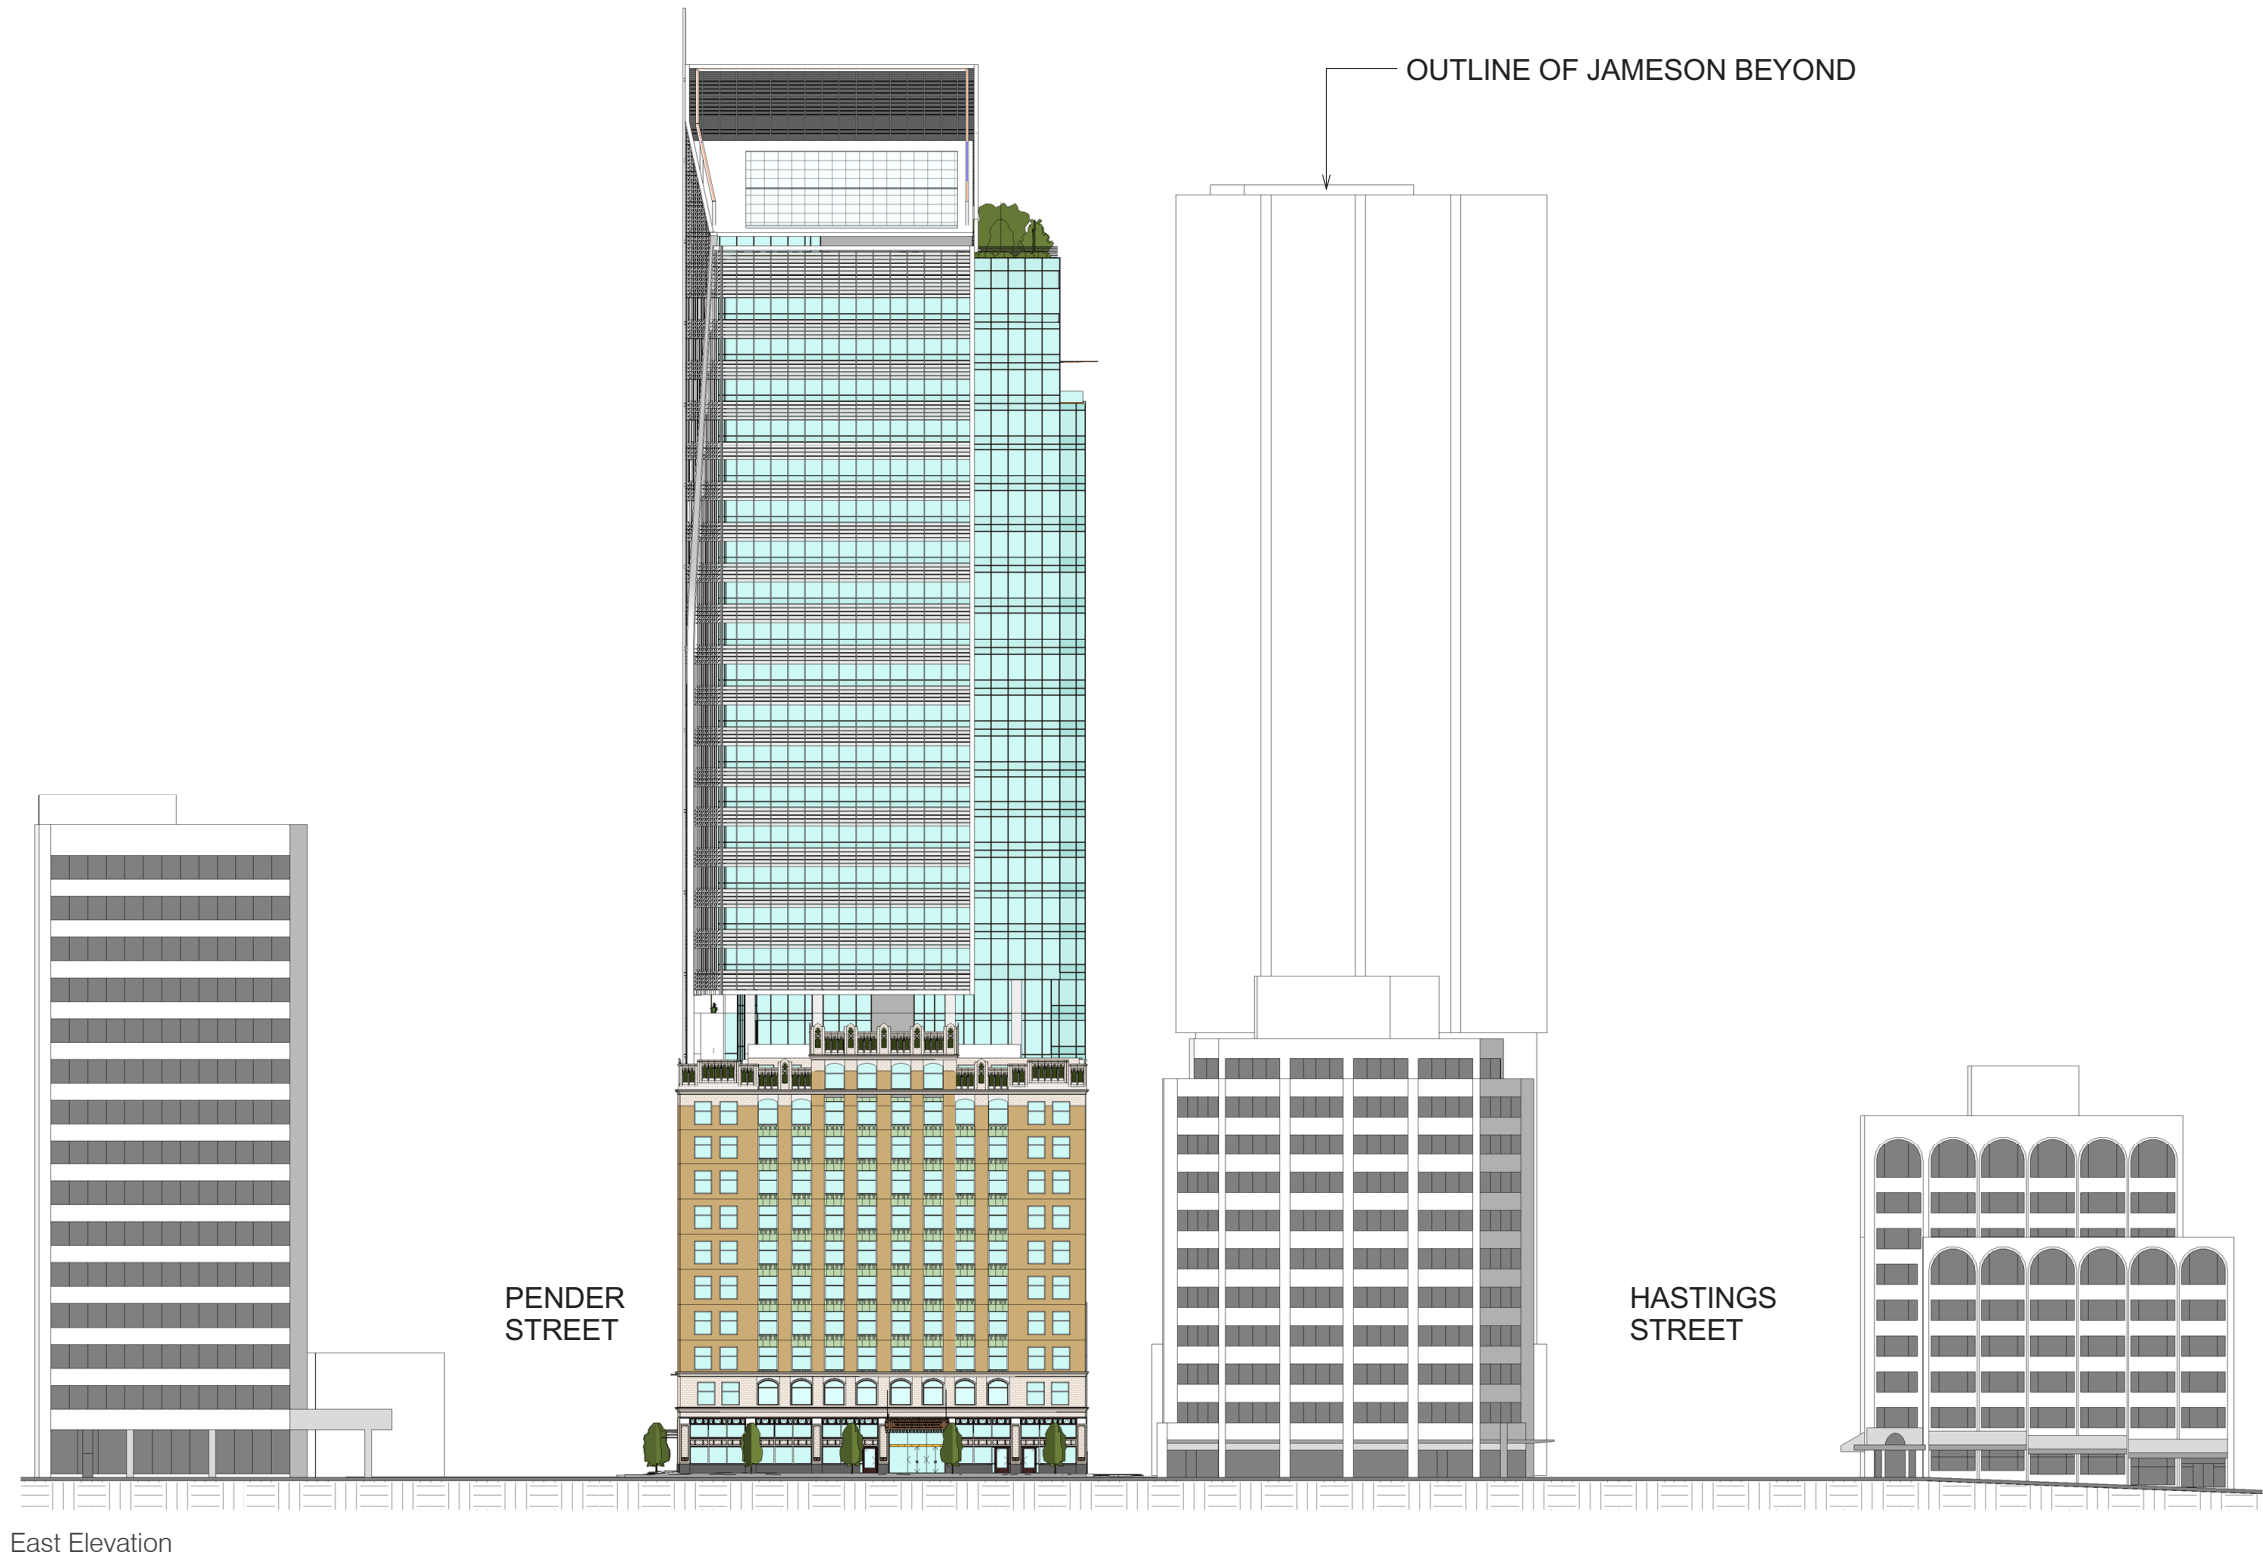 OUTLINE OF JAMESON BEYOND
PENDER
STREET
HASTINGS
STREET
East Elevation